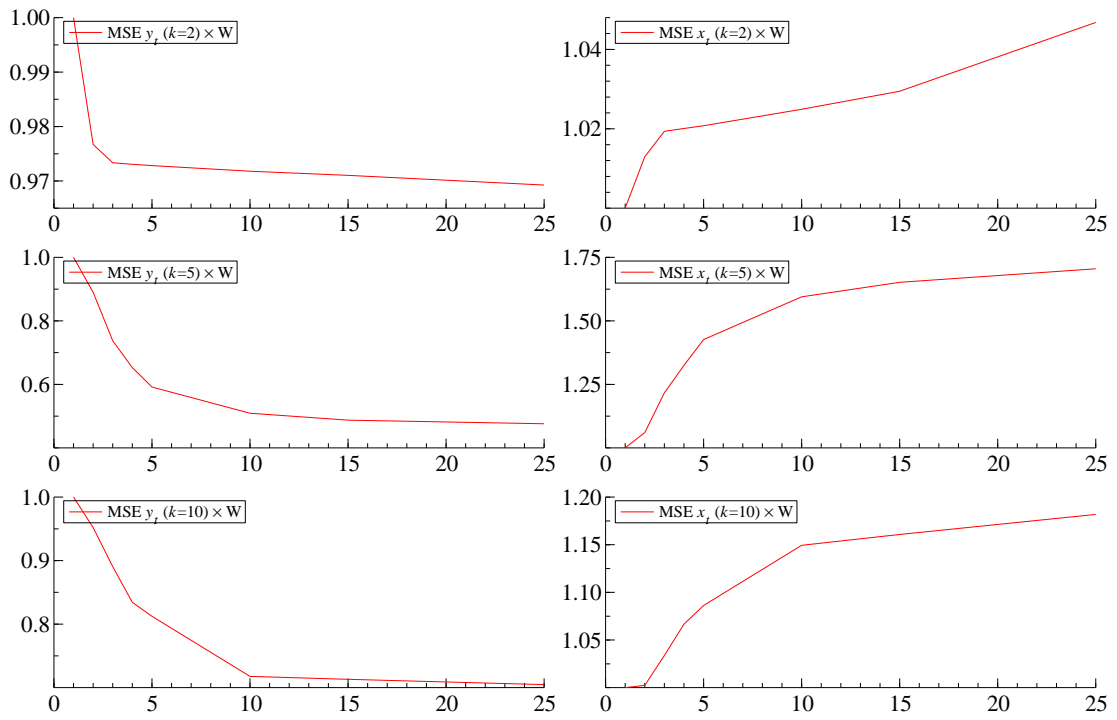 1.00
MSE y_t (k=2) × W
0.99
0.98
0.97
0 5 10 15 20 25
MSE x_t (k=2) × W
1.04
1.02
0 5 10 15 20 25
1.0
MSE y_t (k=5) × W
0.8
0.6
0 5 10 15 20 25
1.75
MSE x_t (k=5) × W
1.50
1.25
0 5 10 15 20 25
1.0
MSE y_t (k=10) × W
0.9
0.8
0 5 10 15 20 25
1.20
MSE x_t (k=10) × W
1.15
1.10
1.05
0 5 10 15 20 25